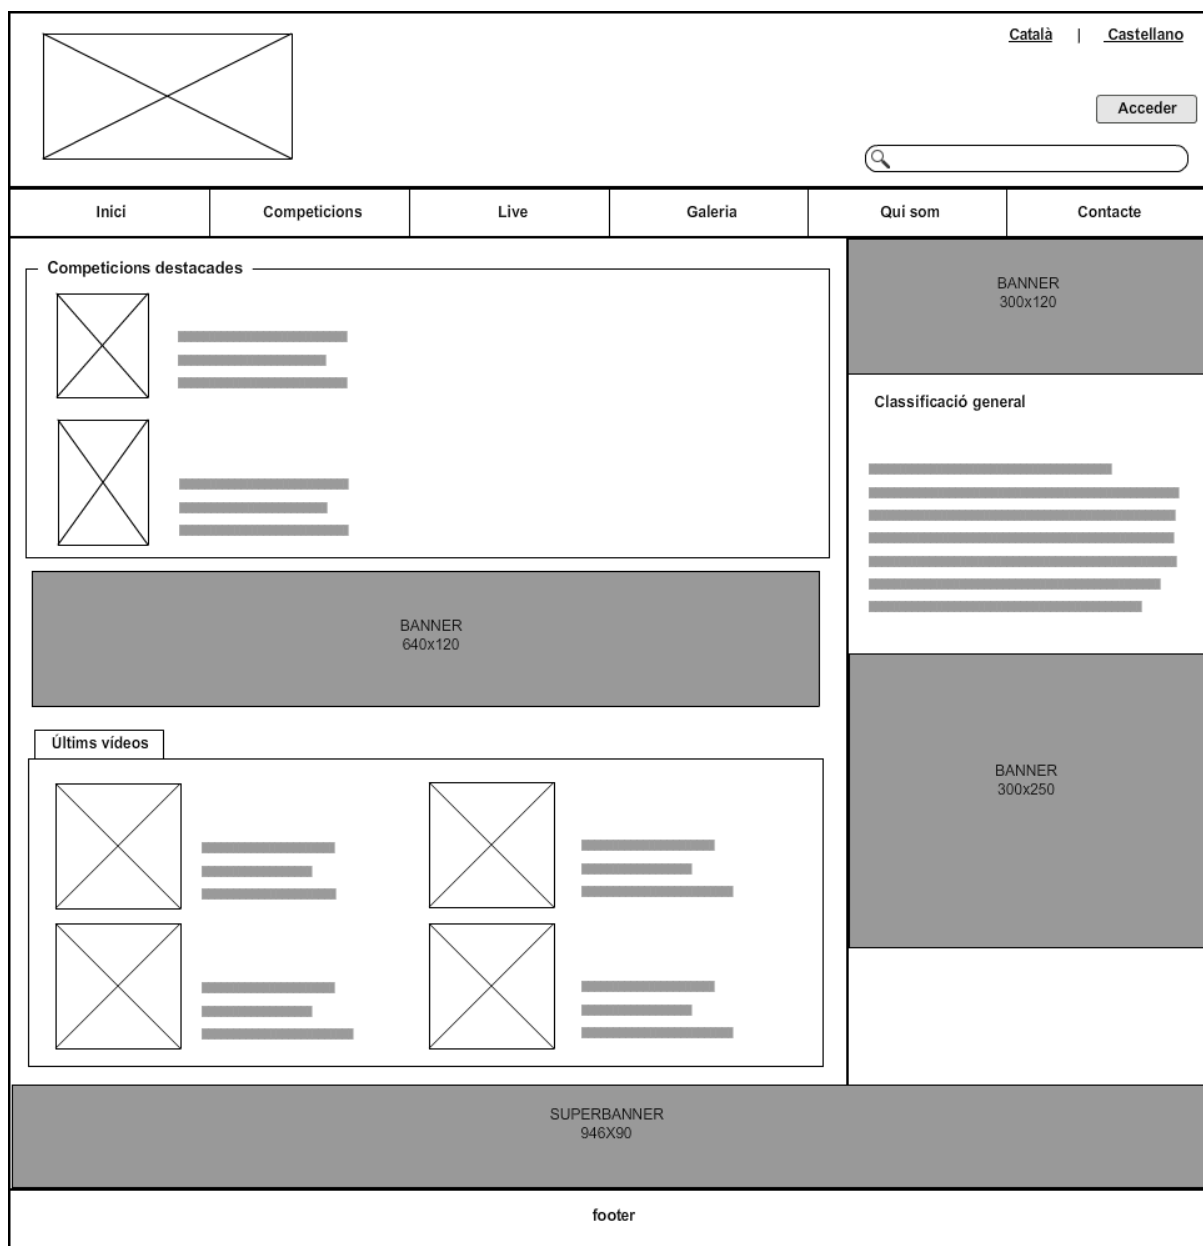 Català | Castellano
Acceder
Inici Competicions Live Galeria Qui som Contacte
Competicions destacades
BANNER
640x120
Últims vídeos
BANNER
300x120
Classificació general
BANNER
300x250
SUPERBANNER
946X90
footer